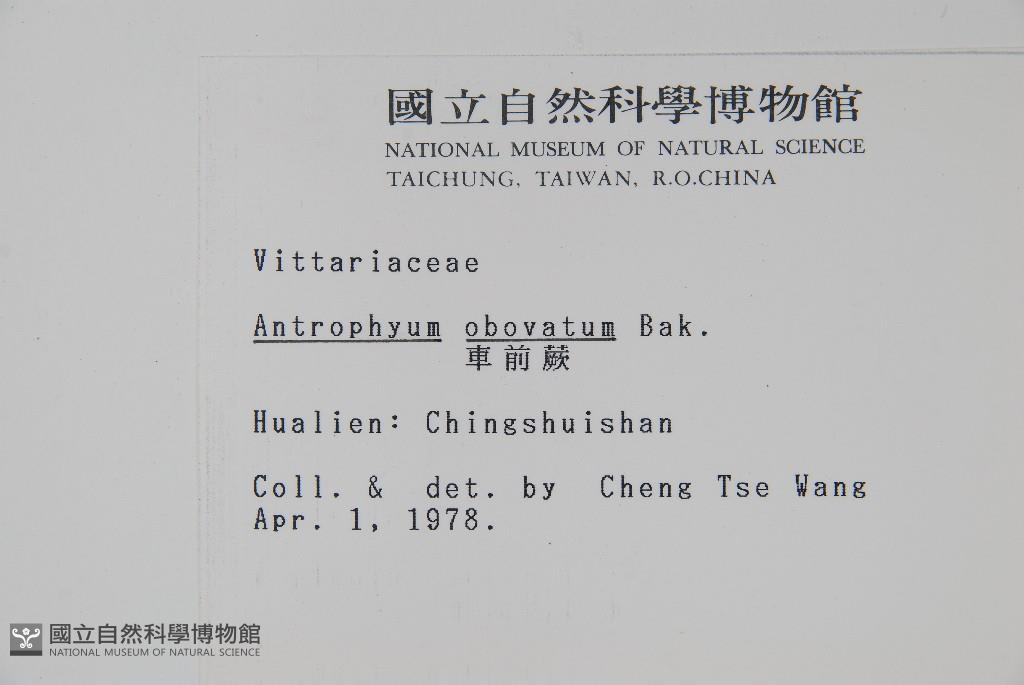 國立自然科學博物館
NATIONAL MUSEUM OF NATURAL SCIENCE
TAICHUNG, TAIWAN, R.O.CHINA
Vittariaceae
Antrophyum obovatum Bak.
車前蕨
Hualien: Chingshuishan
Coll. & det. by Cheng Tse Wang
Apr. 1, 1978.
國立自然科學博物館
NATIONAL MUSEUM OF NATURAL SCIENCE